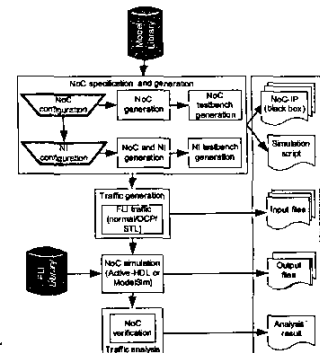 Model
Library
NoC specification and generation
NoC
configuration
NoC
generation
NoC
testbench
generation
NoC-IP
(black box)
NI
configuration
NoC and NI
generation
NI testbench
generation
Simulation
script
Traffic generation
FLI traffic
(normal/OCP/
STL)
Input files
FLI
Library
NoC simulation
(Active-HDL or
ModelSim)
Output
files
NoC
verification
Traffic analysis
Analysis
result